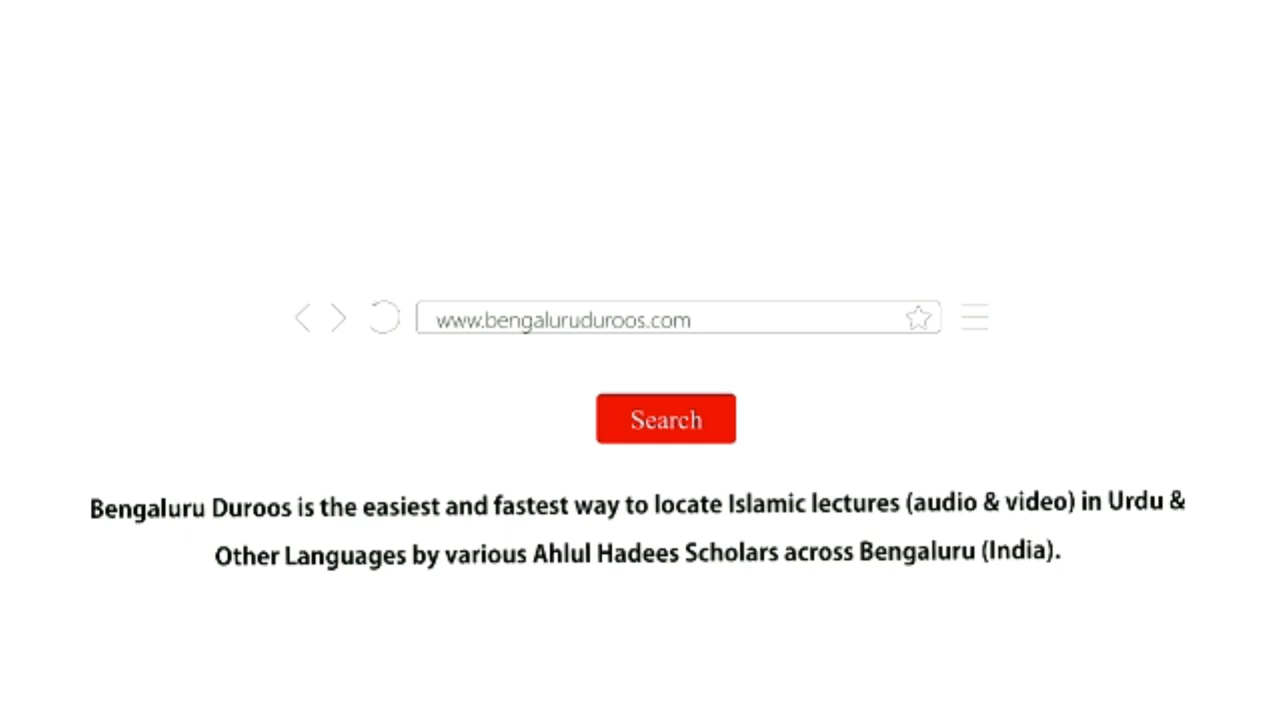 www.bengaluruduroos.com
Search
Bengaluru Duroos is the easiest and fastest way to locate Islamic lectures (audio & video) in Urdu &
Other Languages by various Ahlul Hadees Scholars across Bengaluru (India).